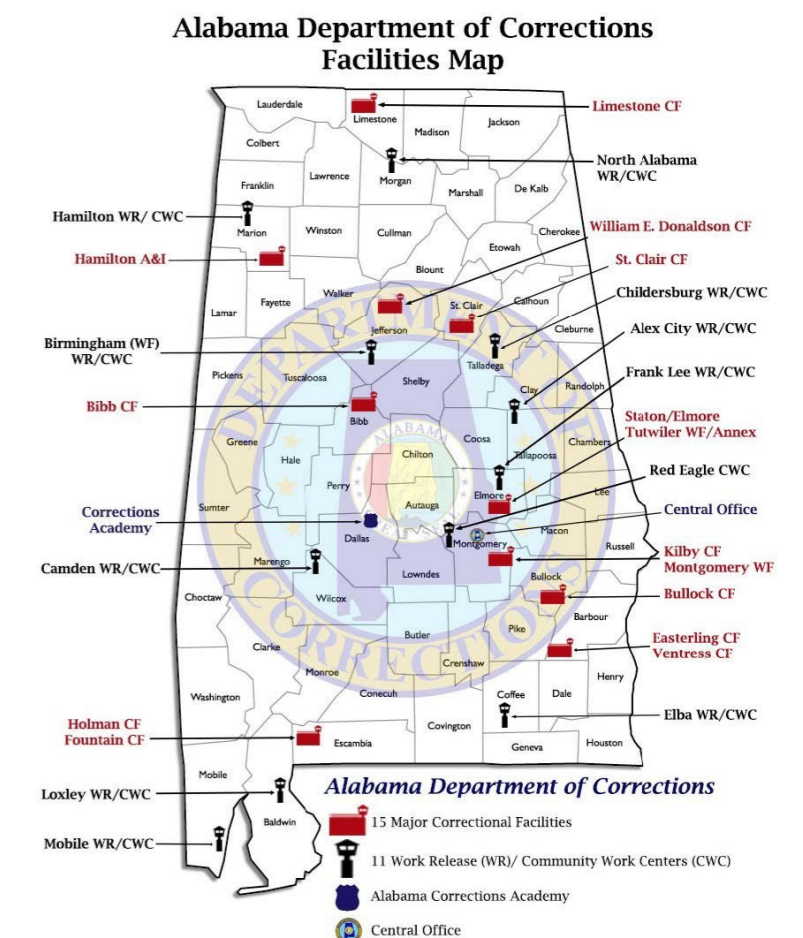 Alabama Department of Corrections
Facilities Map
Lauderdale
Limestone
Limestone CF
Madison
Jackson
Colbert
North Alabama
WR/CWC
Lawrence
Morgan
Franklin
Marshall
De Kalb
Hamilton WR/ CWC
Marion
Winston
Cullman
Cherokee
William E. Donaldson CF
Etowah
Hamilton A&I
St. Clair CF
Blount
Walker
Childersburg WR/CWC
Fayette
St. Clair
Calhoun
Lamar
Jefferson
Cleburne
Alex City WR/CWC
Birmingham (WF)
WR/CWC
Talladega
Frank Lee WR/CWC
Pickens
Tuscaloosa
Shelby
Clay
Randolph
Bibb CF
Bibb
Staton/Elmore
Tutwiler WF/Annex
Greene
Hale
Chilton
Coosa
Tallapoosa
Chambers
Red Eagle CWC
Perry
Elmore
Lee
Sumter
Autauga
Corrections
Academy
Central Office
Dallas
Montgomery
Macon
Russell
Kilby CF
Montgomery WF
Marengo
Camden WR/CWC
Lowndes
Bullock
Bullock CF
Choctaw
Wilcox
Barbour
Butler
Pike
Easterling CF
Ventress CF
Clarke
Crenshaw
Monroe
Henry
Washington
Conecuh
Coffee
Dale
Elba WR/CWC
Holman CF
Fountain CF
Covington
Escambia
Geneva
Houston
Mobile
Loxley WR/CWC
Baldwin
Mobile WR/CWC
DEPARTMENT OF
CORRECTIONS
ALABAMA
GREAT SEAL
Alabama Department of Corrections
15 Major Correctional Facilities
11 Work Release (WR)/ Community Work Centers (CWC)
Alabama Corrections Academy
Central Office